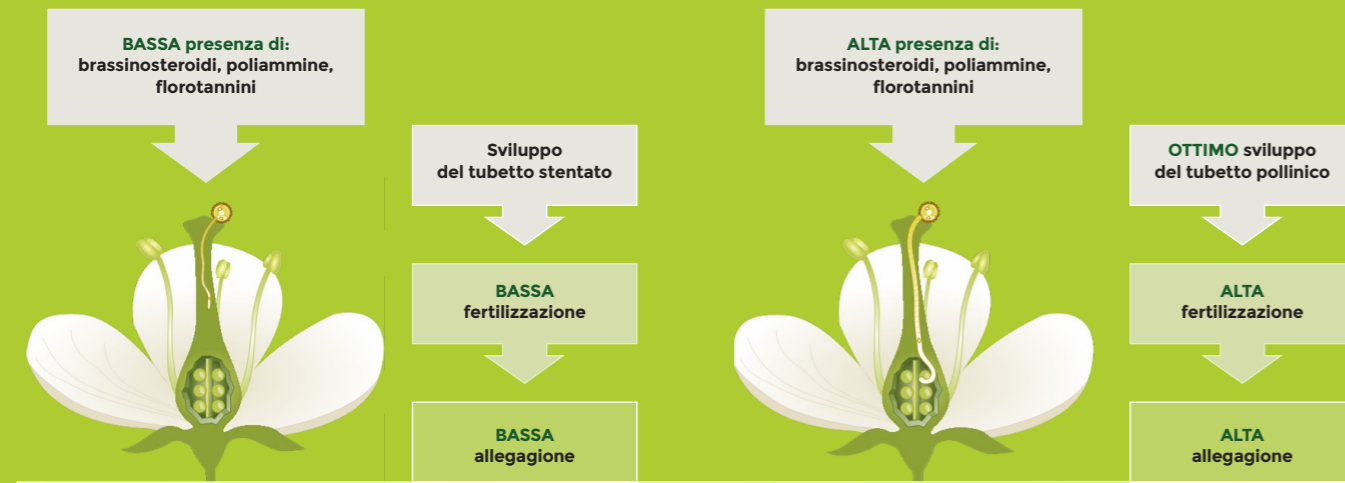 BASSA presenza di:
brassinosteroidi, poliammine,
florotannini
Sviluppo
del tubetto stentato
BASSA
fertilizzazione
BASSA
allegagione
ALTA presenza di:
brassinosteroidi, poliammine,
florotannini
OTTIMO sviluppo
del tubetto pollinico
ALTA
fertilizzazione
ALTA
allegagione